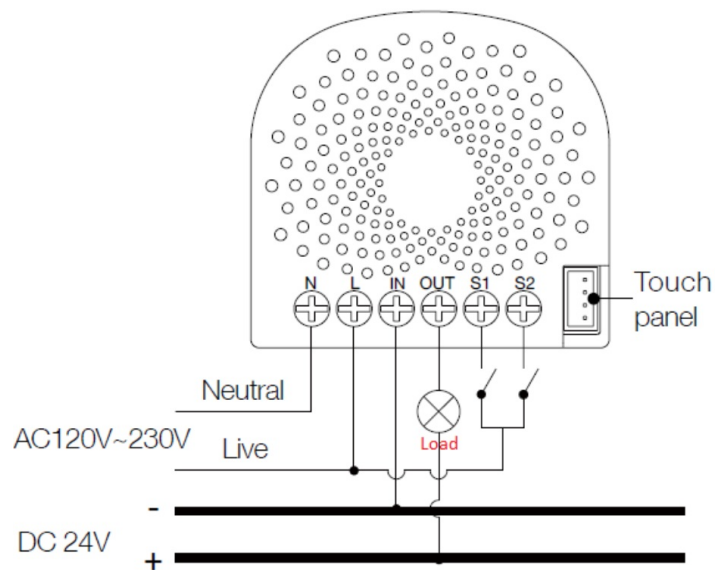 N L IN OUT S1 S2
Touch
panel
Neutral
AC120V~230V
Live
Load
-
DC 24V
+